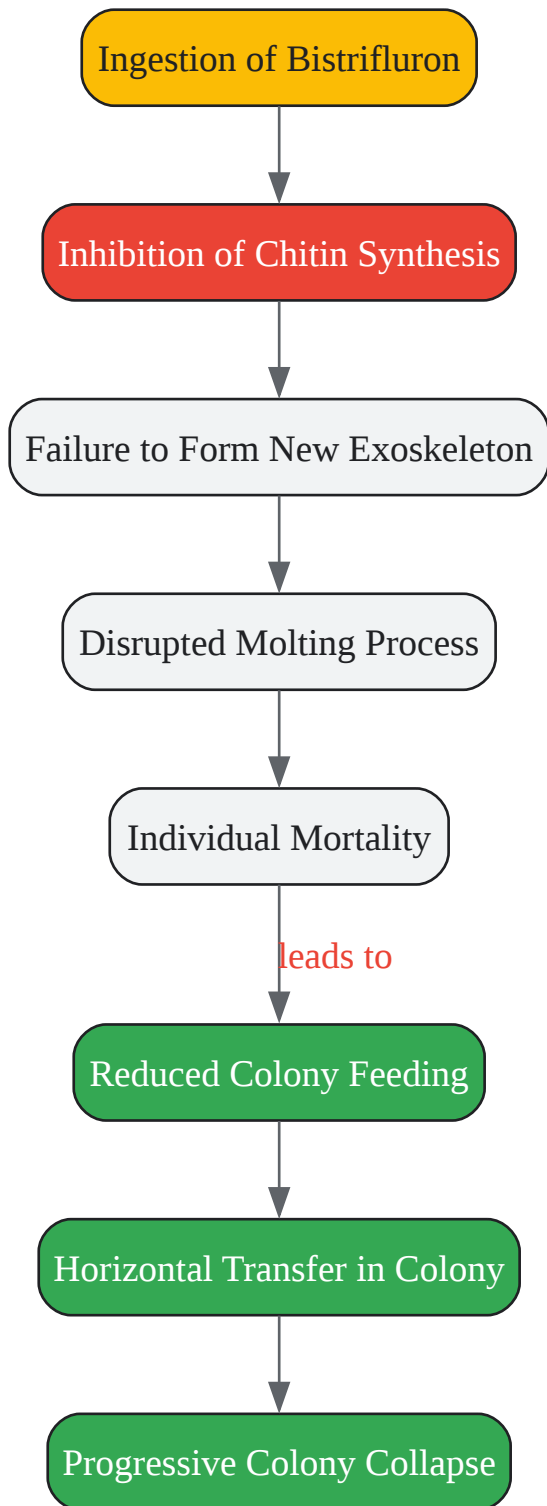 Ingestion of Bistrifluron
Inhibition of Chitin Synthesis
Failure to Form New Exoskeleton
Disrupted Molting Process
Individual Mortality
leads to
Reduced Colony Feeding
Horizontal Transfer in Colony
Progressive Colony Collapse